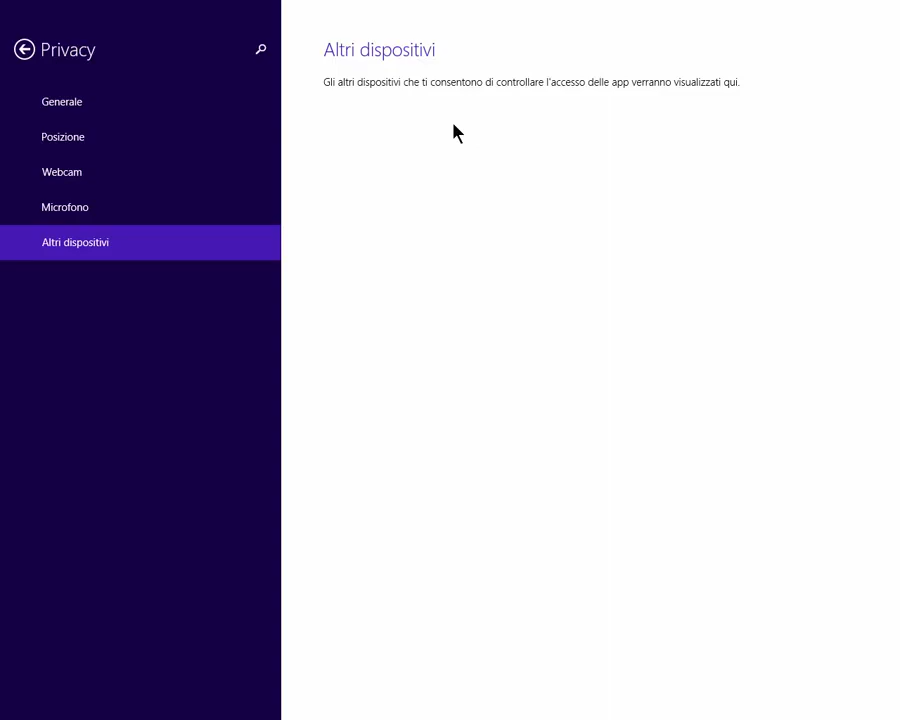 Privacy
Generale
Posizione
Webcam
Microfono
Altri dispositivi
Altri dispositivi
Gli altri dispositivi che ti consentono di controllare l'accesso delle app verranno visualizzati qui.